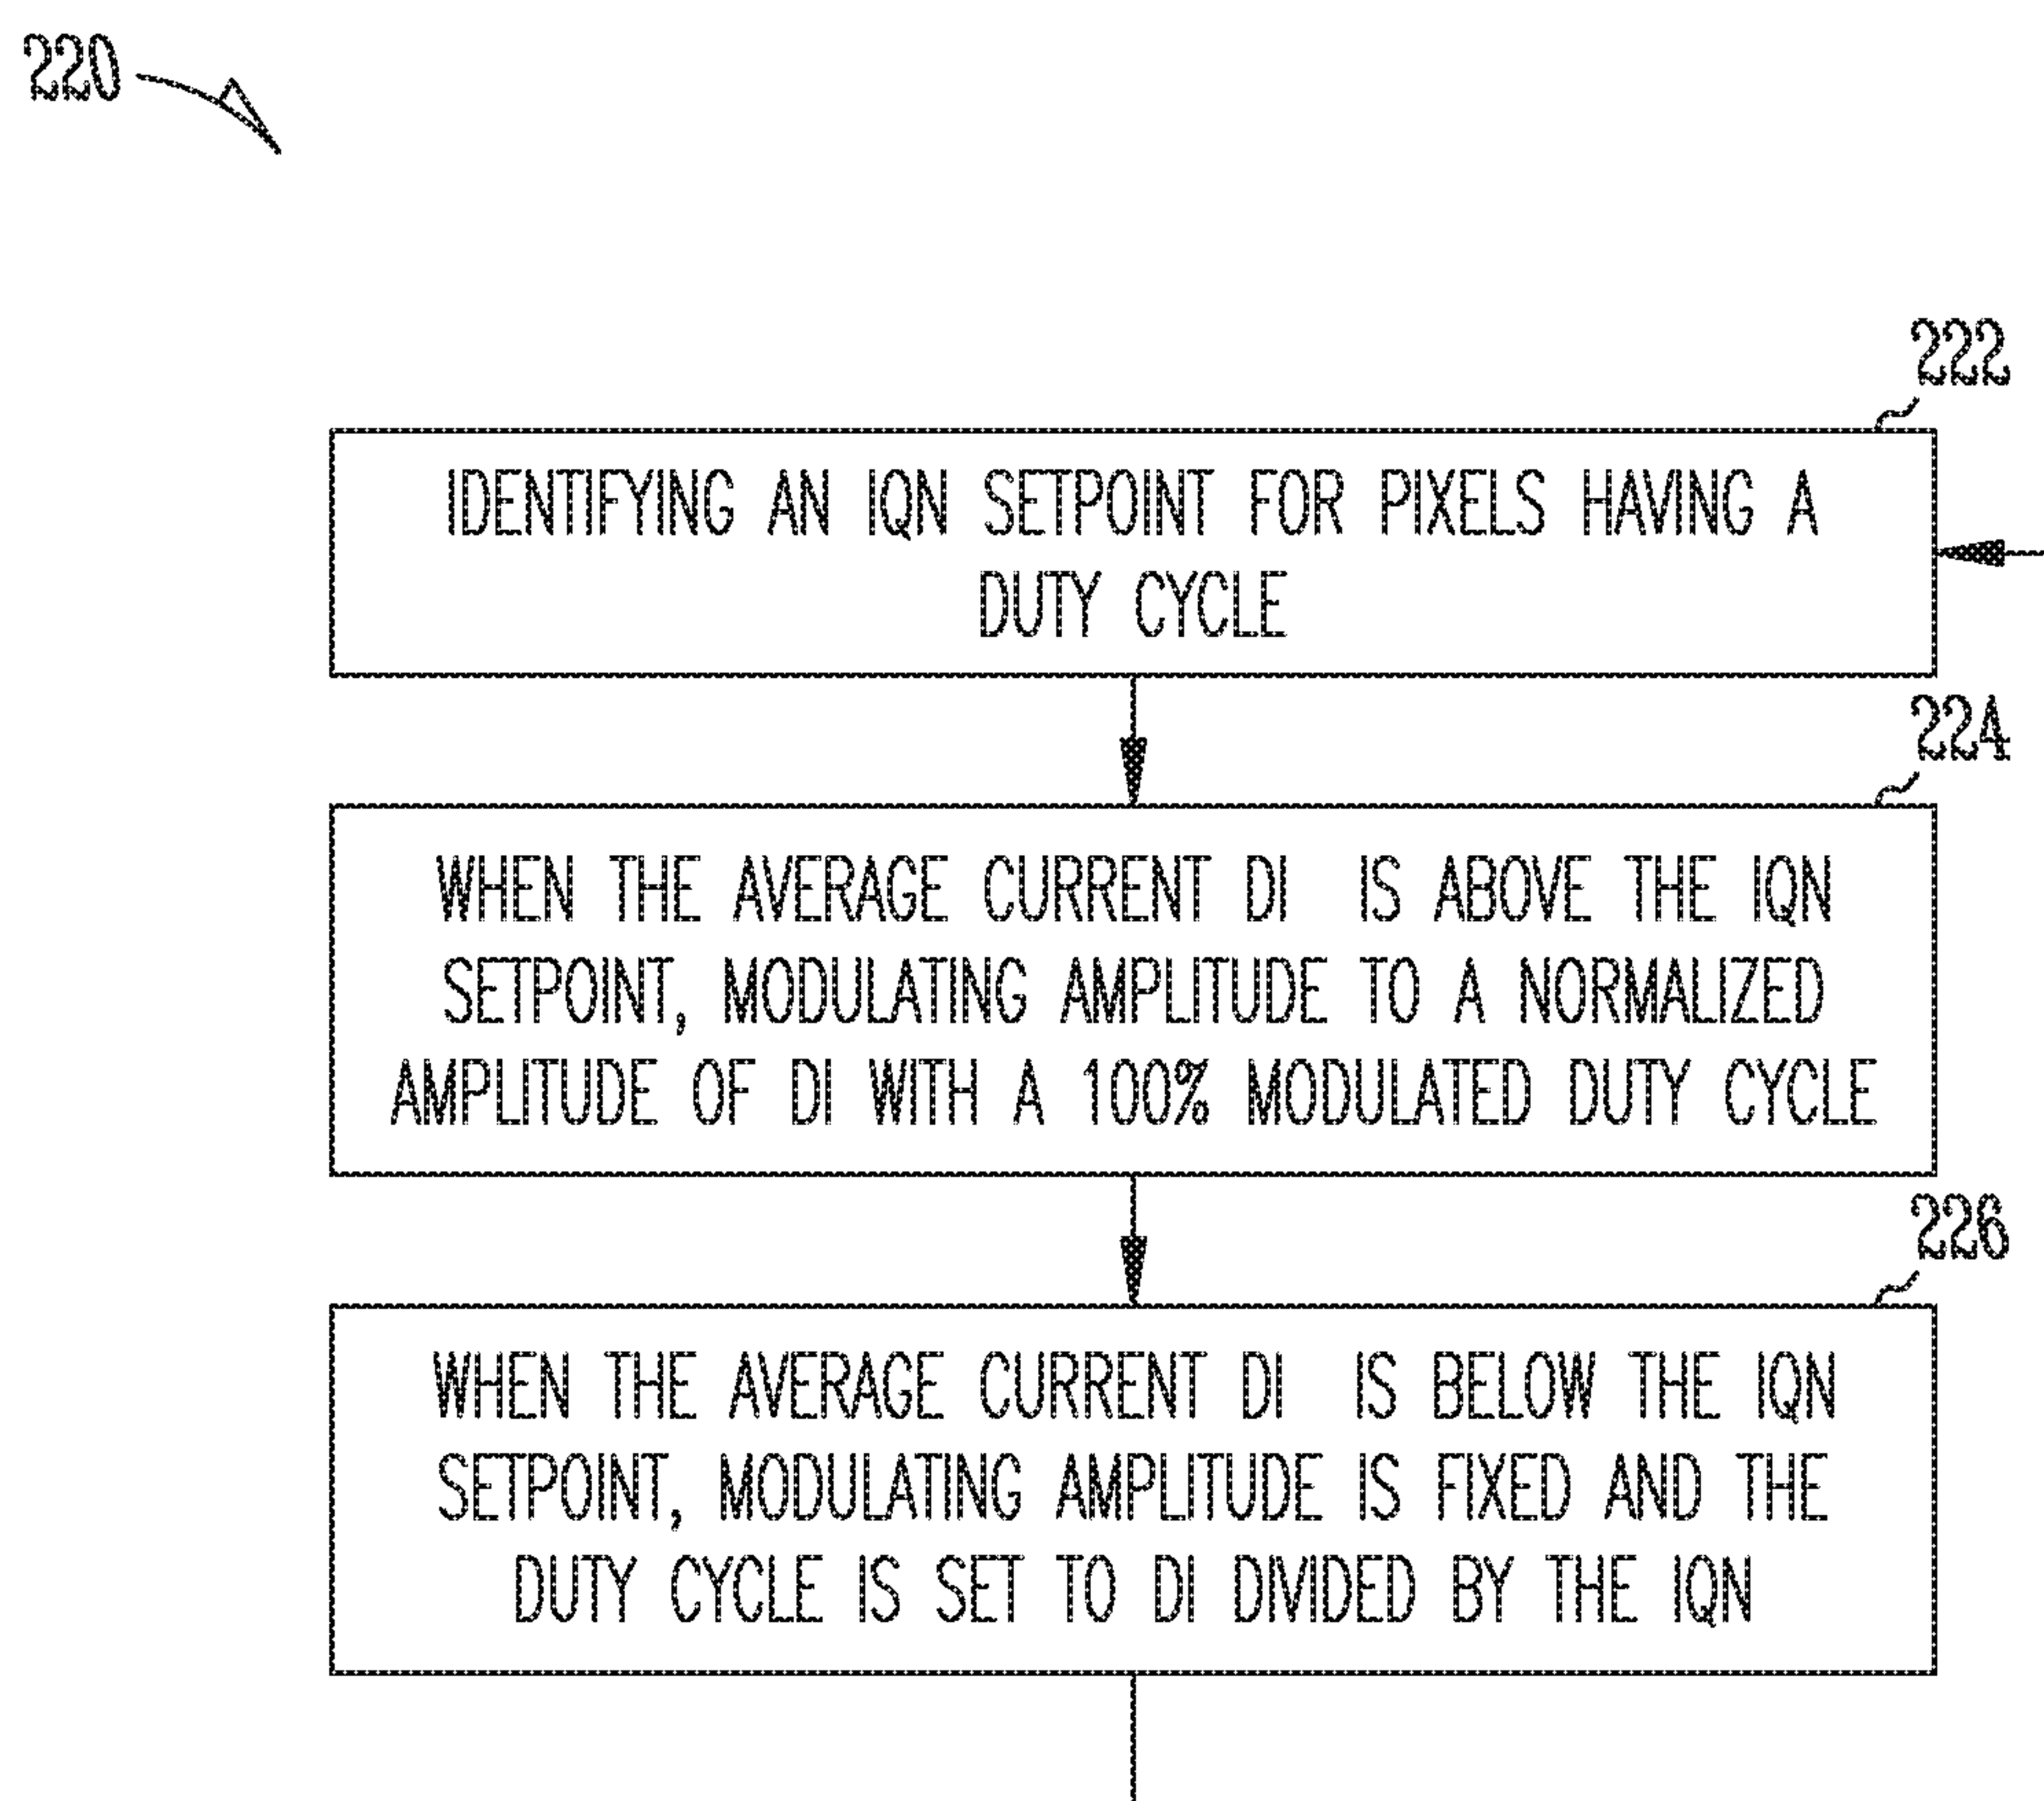 220
222
IDENTIFYING AN IQN SETPOINT FOR PIXELS HAVING A
DUTY CYCLE
224
WHEN THE AVERAGE CURRENT DI IS ABOVE THE IQN
SETPOINT, MODULATING AMPLITUDE TO A NORMALIZED
AMPLITUDE OF DI WITH A 100% MODULATED DUTY CYCLE
226
WHEN THE AVERAGE CURRENT DI IS BELOW THE IQN
SETPOINT, MODULATING AMPLITUDE IS FIXED AND THE
DUTY CYCLE IS SET TO DI DIVIDED BY THE IQN